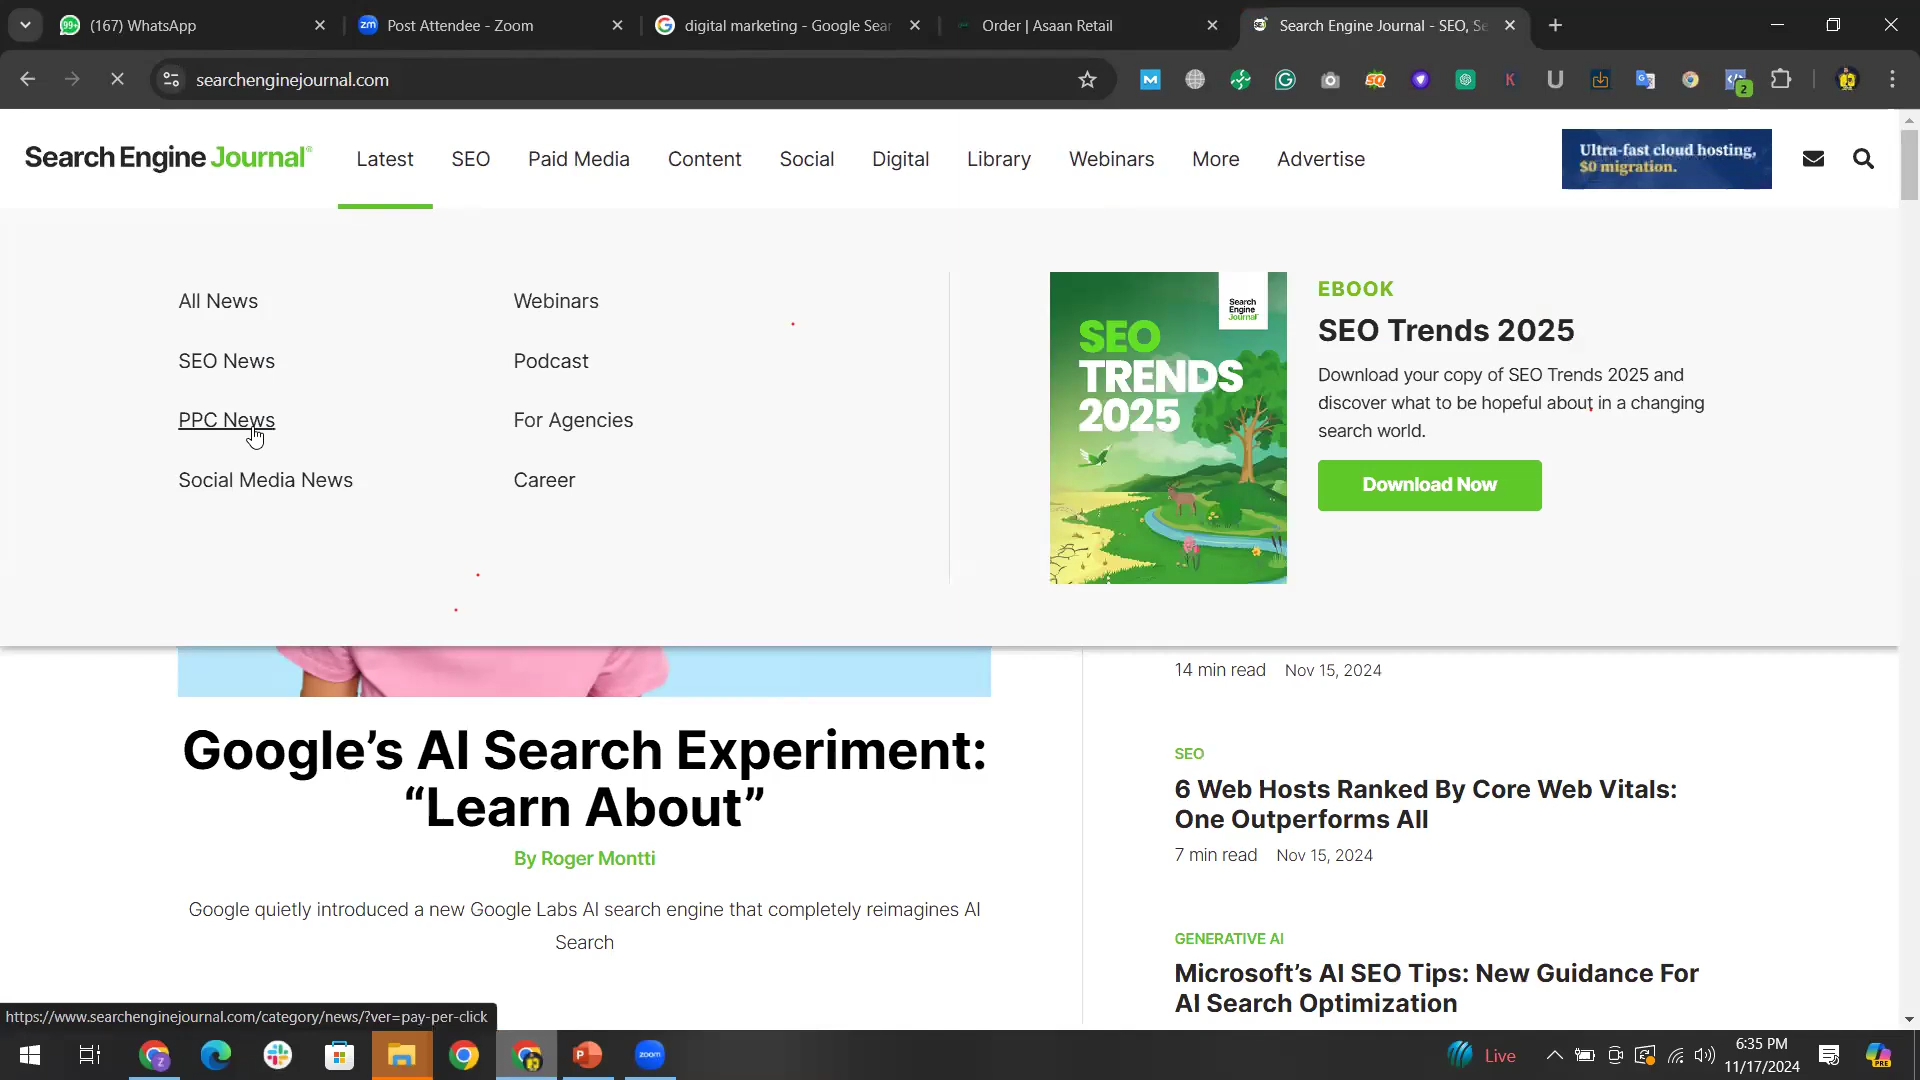 (167) WhatsApp
Post Attendee - Zoom
digital marketing - Google Sear
Order | Asaan Retail
Search Engine Journal - SEO, Se
searchenginejournal.com
2
Search Engine Journal®
Latest
SEO
Paid Media
Content
Social
Digital
Library
Webinars
More
Advertise
Ultra-fast cloud hosting,
$0 migration.
All News
SEO News
PPC News
Social Media News
Webinars
Podcast
For Agencies
Career
Search
Engine
Journal
SEO
TRENDS
2025
EBOOK
SEO Trends 2025
Download your copy of SEO Trends 2025 and
discover what to be hopeful about in a changing
search world.
Download Now
Google’s AI Search Experiment:
“Learn About”
By Roger Montti
Google quietly introduced a new Google Labs AI search engine that completely reimagines AI
Search
14 min read Nov 15, 2024
SEO
6 Web Hosts Ranked By Core Web Vitals:
One Outperforms All
7 min read Nov 15, 2024
GENERATIVE AI
Microsoft’s AI SEO Tips: New Guidance For
AI Search Optimization
https://www.searchenginejournal.com/category/news/?ver=pay-per-click
zoom
Live
6:35 PM
11/17/2024